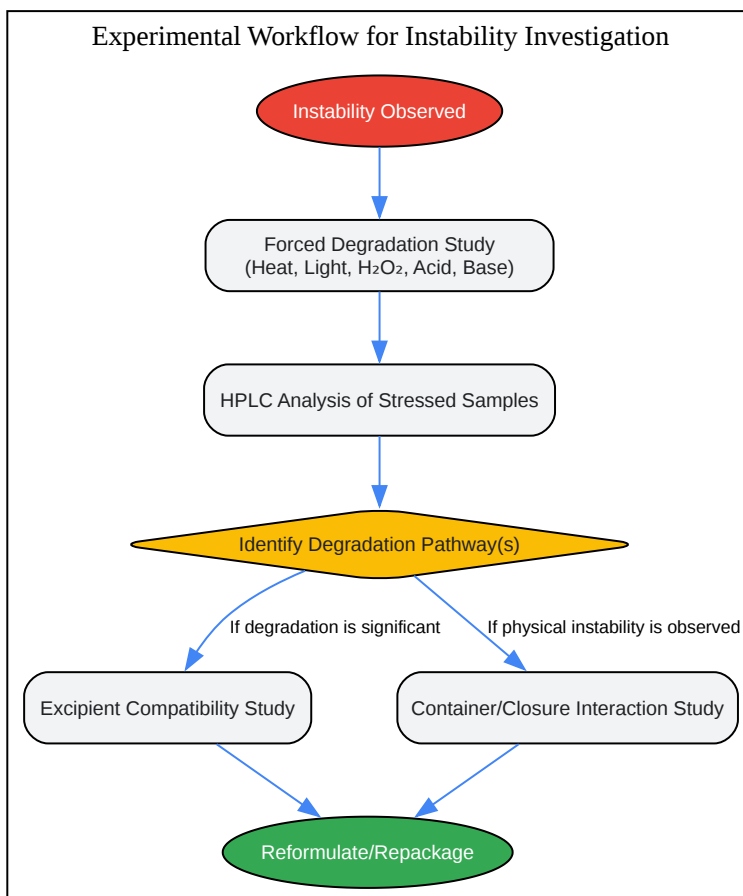 Experimental Workflow for Instability Investigation
Instability Observed
Forced Degradation Study
(Heat, Light, H₂O₂, Acid, Base)
HPLC Analysis of Stressed Samples
Identify Degradation Pathway(s)
If degradation is significant
If physical instability is observed
Excipient Compatibility Study
Container/Closure Interaction Study
Reformulate/Repackage